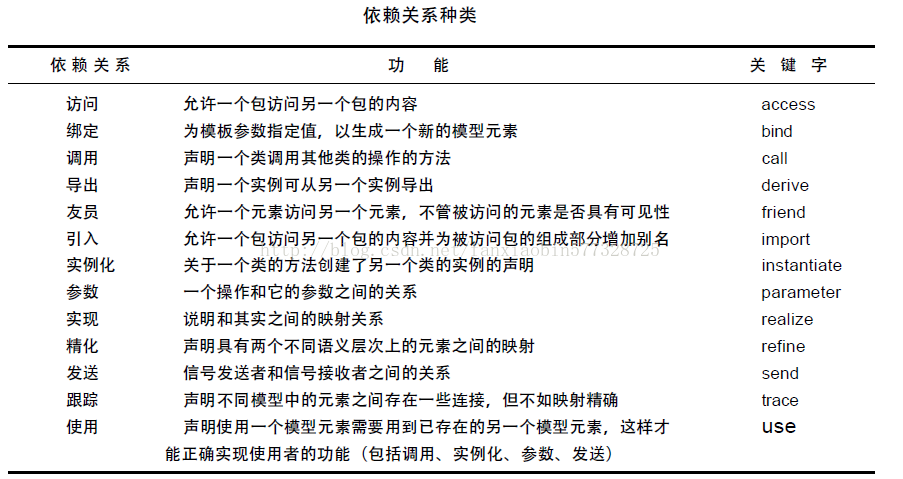 依赖关系种类
依赖关系 功能 关键字
访问 允许一个包访问另一个包的内容 access
绑定 为模板参数指定值，以生成一个新的模型元素 bind
调用 声明一个类调用其他类的操作的方法 call
导出 声明一个实例可从另一个实例导出 derive
友员 允许一个元素访问另一个元素，不管被访问的元素是否具有可见性 friend
引入 允许一个包访问另一个包的内容并为被访问包的组成部分增加别名 import
http://blog.csdn.net/lanxiaobin577328725
实例化 关于一个类的方法创建了另一个类的实例的声明 instantiate
参数 一个操作和它的参数之间的关系 parameter
实现 说明和其实之间的映射关系 realize
精化 声明具有两个不同语义层次上的元素之间的映射 refine
发送 信号发送者和信号接收者之间的关系 send
跟踪 声明不同模型中的元素之间存在一些连接，但不如映射精确 trace
使用 声明使用一个模型元素需要用到已存在的另一个模型元素，这样才 use
能正确实现使用者的功能（包括调用、实例化、参数、发送）